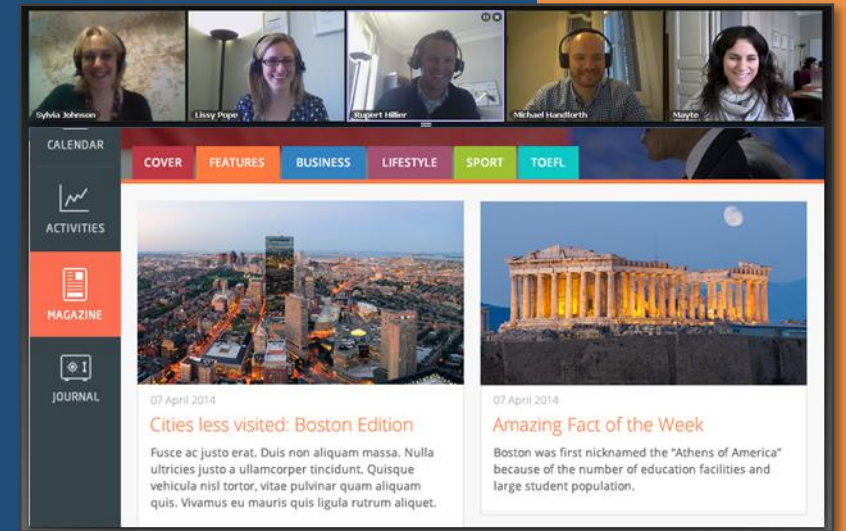 Sylvia Johnson
Lissy Pope
Rupert Hillier
Michael Handforth
Mayte
CALENDAR
ACTIVITIES
MAGAZINE
JOURNAL
COVER
FEATURES
BUSINESS
LIFESTYLE
SPORT
TOEFL
07 April 2014
Cities less visited: Boston Edition
Fusce ac justo erat. Duis non aliquam massa. Nulla
ultricies justo a ullamcorper tincidunt. Quisque
vehicula nisl tortor, vitae pulvinar quam aliquam
quis. Vivamus eu mauris quis ligula rutrum aliquet.
07 April 2014
Amazing Fact of the Week
Boston was first nicknamed the “Athens of America”
because of the number of education facilities and
large student population.